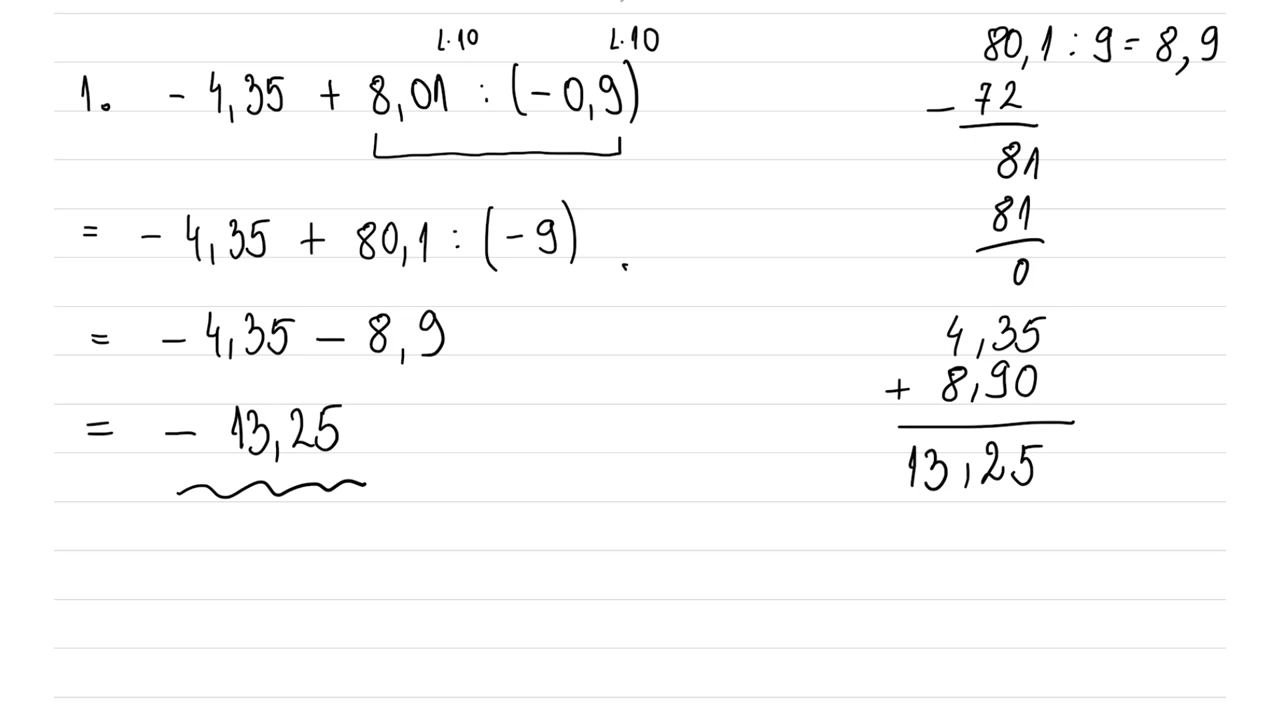 L·10 L·10
1. - 4,35 + 8,01 : (-0,9)
= - 4,35 + 80,1 : (-9)
= - 4,35 - 8,9
= - 13,25
80,1 : 9 = 8,9
- 72
81
81
0
4,35
+ 8,90
13,25